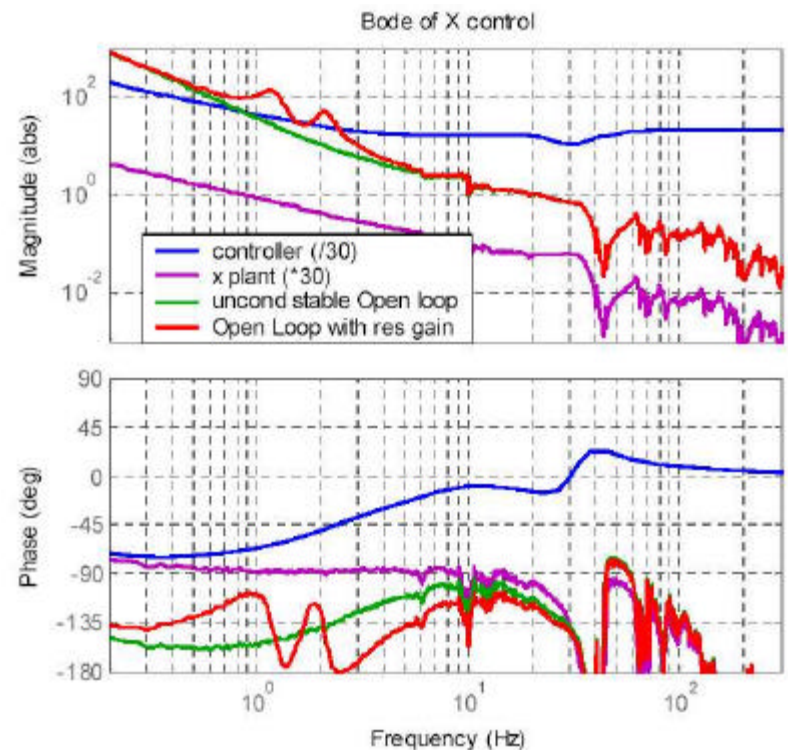 Bode of X control
Magnitude (abs)
10^2
10^0
10^-2
controller (/30)
x plant (*30)
uncond stable Open loop
Open Loop with res gain
Phase (deg)
90
45
0
-45
-90
-135
-180
10^0
10^1
10^2
Frequency (Hz)